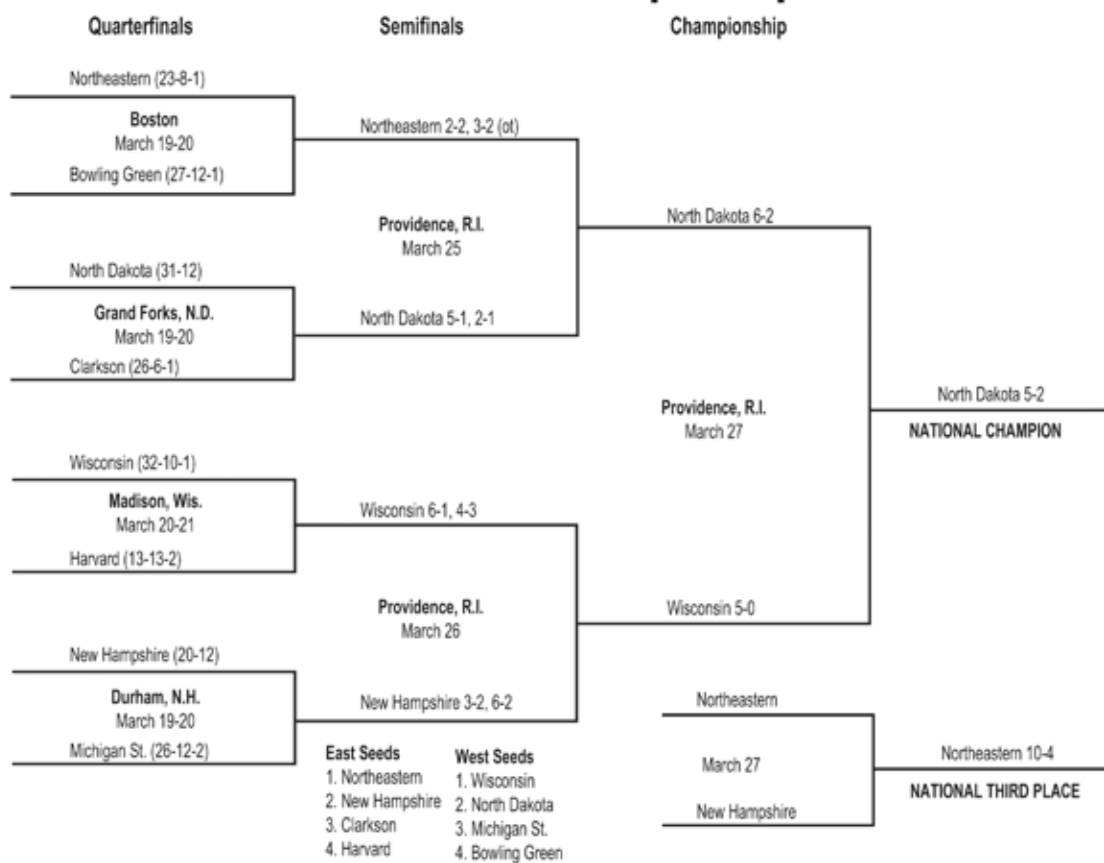 Quarterfinals
Semifinals
Championship
Northeastern (23-8-1)
Boston
March 19-20
Bowling Green (27-12-1)
North Dakota (31-12)
Grand Forks, N.D.
March 19-20
Clarkson (26-6-1)
Wisconsin (32-10-1)
Madison, Wis.
March 20-21
Harvard (13-13-2)
New Hampshire (20-12)
Durham, N.H.
March 19-20
Michigan St. (26-12-2)
Northeastern 2-2, 3-2 (ot)
Providence, R.I.
March 25
North Dakota 5-1, 2-1
Wisconsin 6-1, 4-3
Providence, R.I.
March 26
New Hampshire 3-2, 6-2
East Seeds
1. Northeastern
2. New Hampshire
3. Clarkson
4. Harvard
West Seeds
1. Wisconsin
2. North Dakota
3. Michigan St.
4. Bowling Green
North Dakota 6-2
Providence, R.I.
March 27
Wisconsin 5-0
North Dakota 5-2
NATIONAL CHAMPION
Northeastern
March 27
New Hampshire
Northeastern 10-4
NATIONAL THIRD PLACE